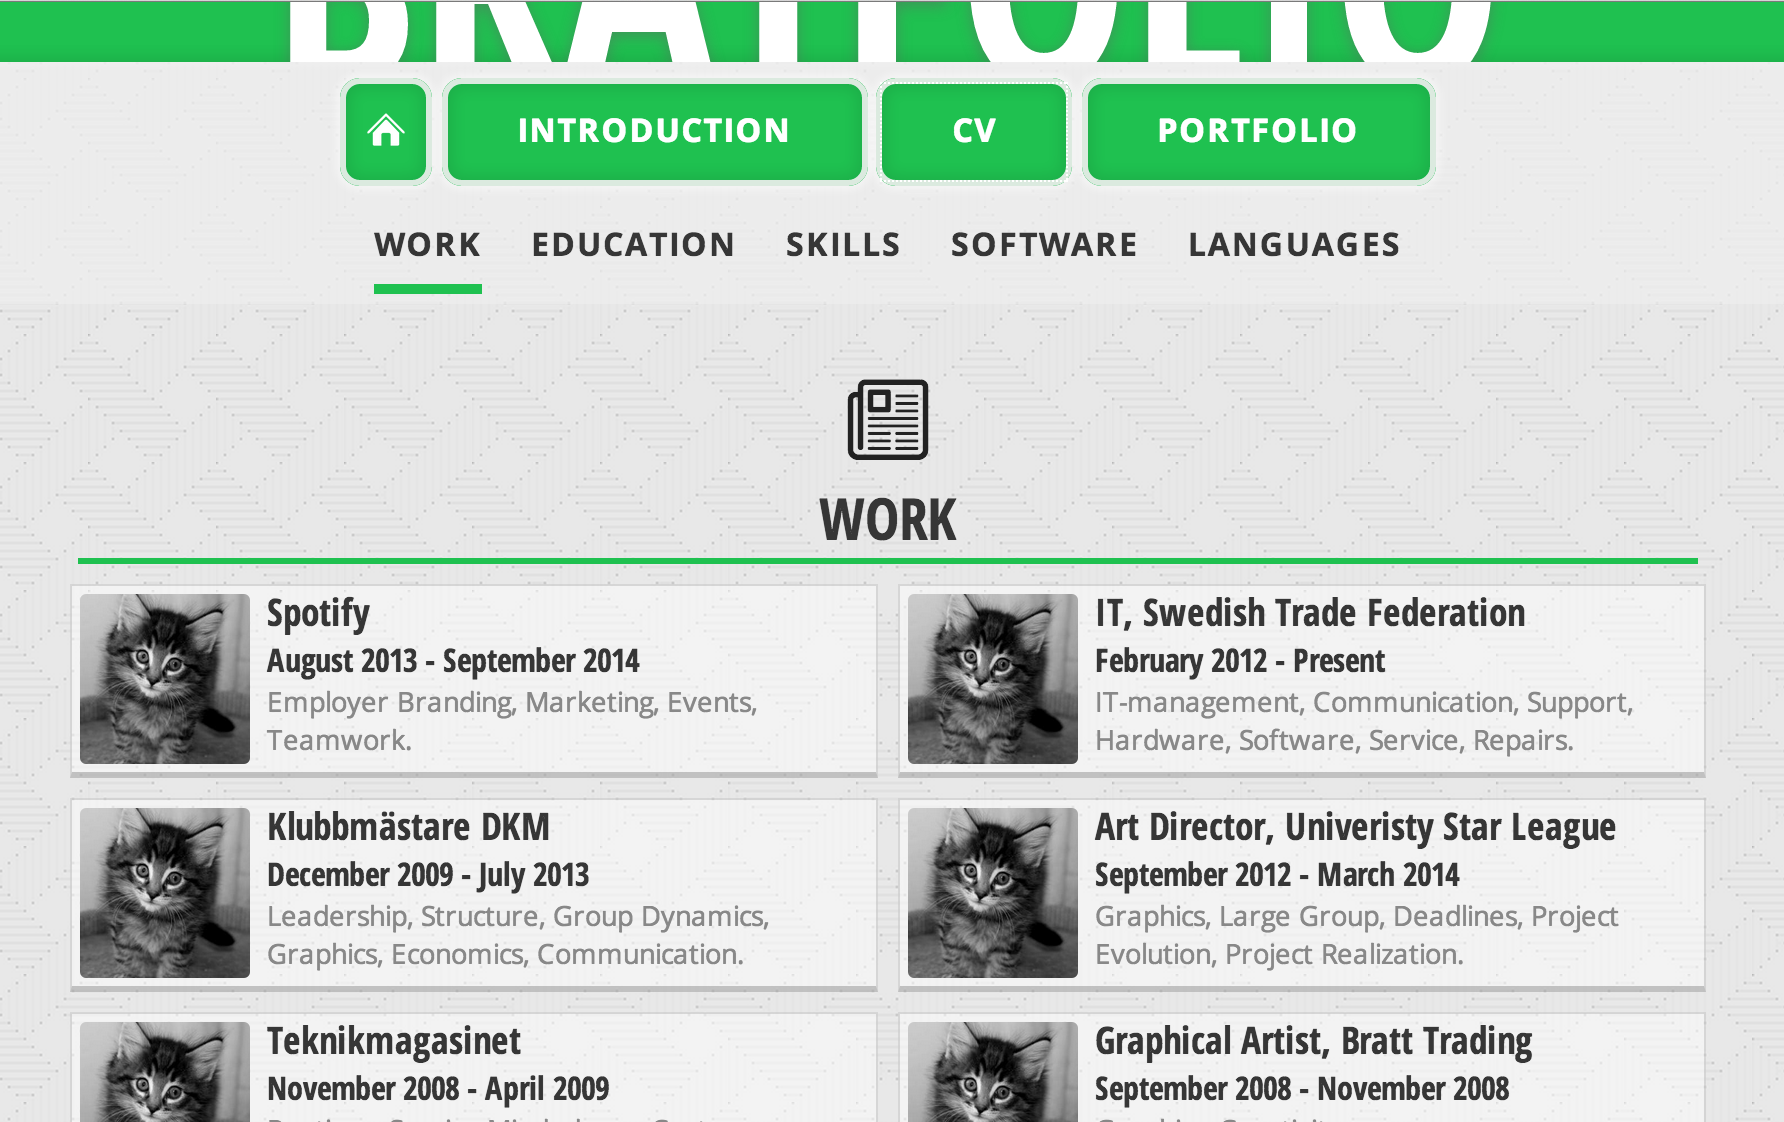 BRATTFOLIO
INTRODUCTION
CV
PORTFOLIO
WORK
EDUCATION
SKILLS
SOFTWARE
LANGUAGES
WORK
Spotify
August 2013 - September 2014
Employer Branding, Marketing, Events,
Teamwork.
IT, Swedish Trade Federation
February 2012 - Present
IT-management, Communication, Support,
Hardware, Software, Service, Repairs.
Klubbmästare DKM
December 2009 - July 2013
Leadership, Structure, Group Dynamics,
Graphics, Economics, Communication.
Art Director, Univeristy Star League
September 2012 - March 2014
Graphics, Large Group, Deadlines, Project
Evolution, Project Realization.
Teknikmagasinet
November 2008 - April 2009
Graphical Artist, Bratt Trading
September 2008 - November 2008